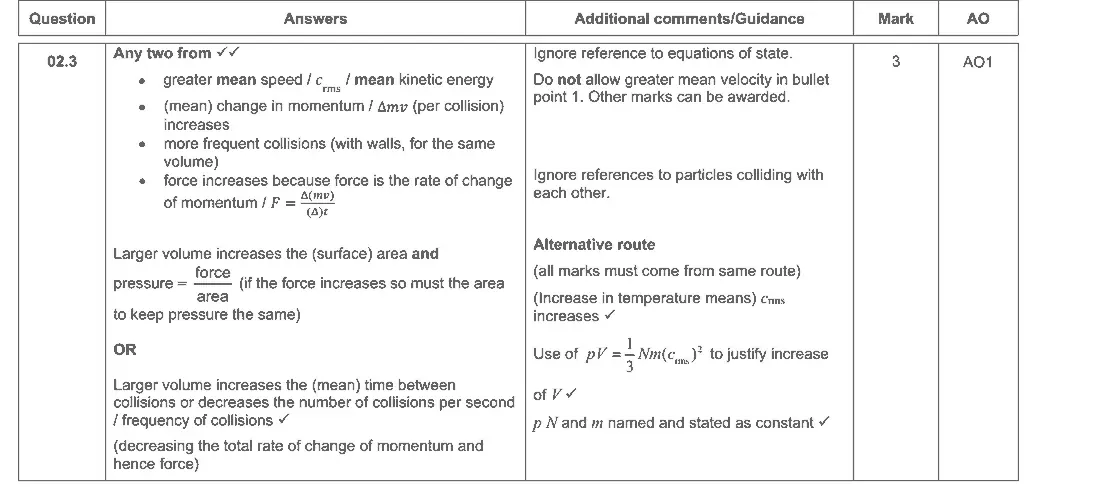 Question Answers Additional comments/Guidance Mark AO
02.3 Any two from ✓✓
• greater mean speed / c_rms / mean kinetic energy
• (mean) change in momentum / Δmv (per collision)
increases
• more frequent collisions (with walls, for the same
volume)
• force increases because force is the rate of change
of momentum / F = Δ(mv)/(Δ)t
Larger volume increases the (surface) area and
pressure = force/area (if the force increases so must the area
to keep pressure the same)
OR
Larger volume increases the (mean) time between
collisions or decreases the number of collisions per second
/ frequency of collisions ✓
(decreasing the total rate of change of momentum and
hence force)
Ignore reference to equations of state.
Do not allow greater mean velocity in bullet
point 1. Other marks can be awarded.
Ignore references to particles colliding with
each other.
Alternative route
(all marks must come from same route)
(Increase in temperature means) c_rms
increases ✓
Use of pV = 1/3 Nm(c_rms)² to justify increase
of V ✓
p N and m named and stated as constant ✓
3
AO1